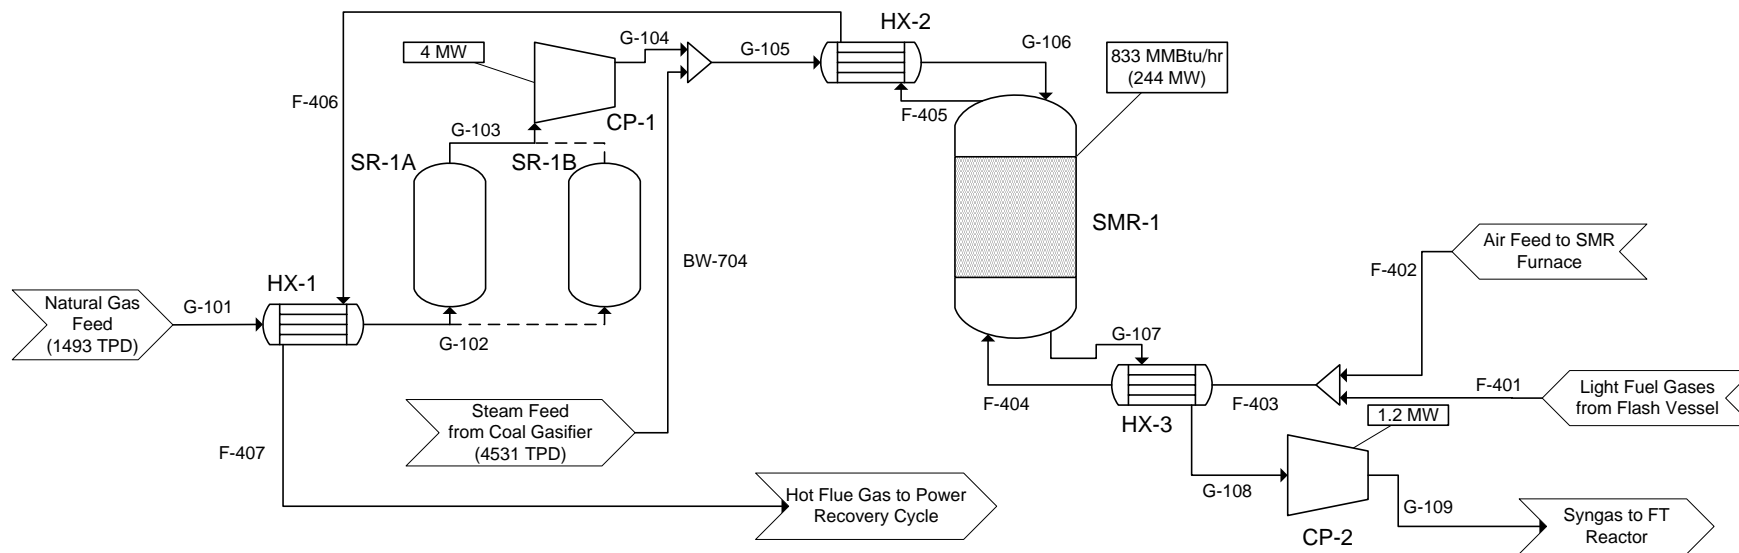 HX-2
G-104
G-105
G-106
4 MW
833 MMBtu/hr
(244 MW)
F-406
F-405
CP-1
G-103
SR-1A
SR-1B
SMR-1
Air Feed to SMR
Furnace
F-402
BW-704
HX-1
Natural Gas
Feed
(1493 TPD)
G-101
G-102
G-107
F-404
F-403
F-401
Light Fuel Gases
from Flash Vessel
HX-3
1.2 MW
Steam Feed
from Coal Gasifier
(4531 TPD)
F-407
Hot Flue Gas to Power
Recovery Cycle
G-108
G-109
CP-2
Syngas to FT
Reactor